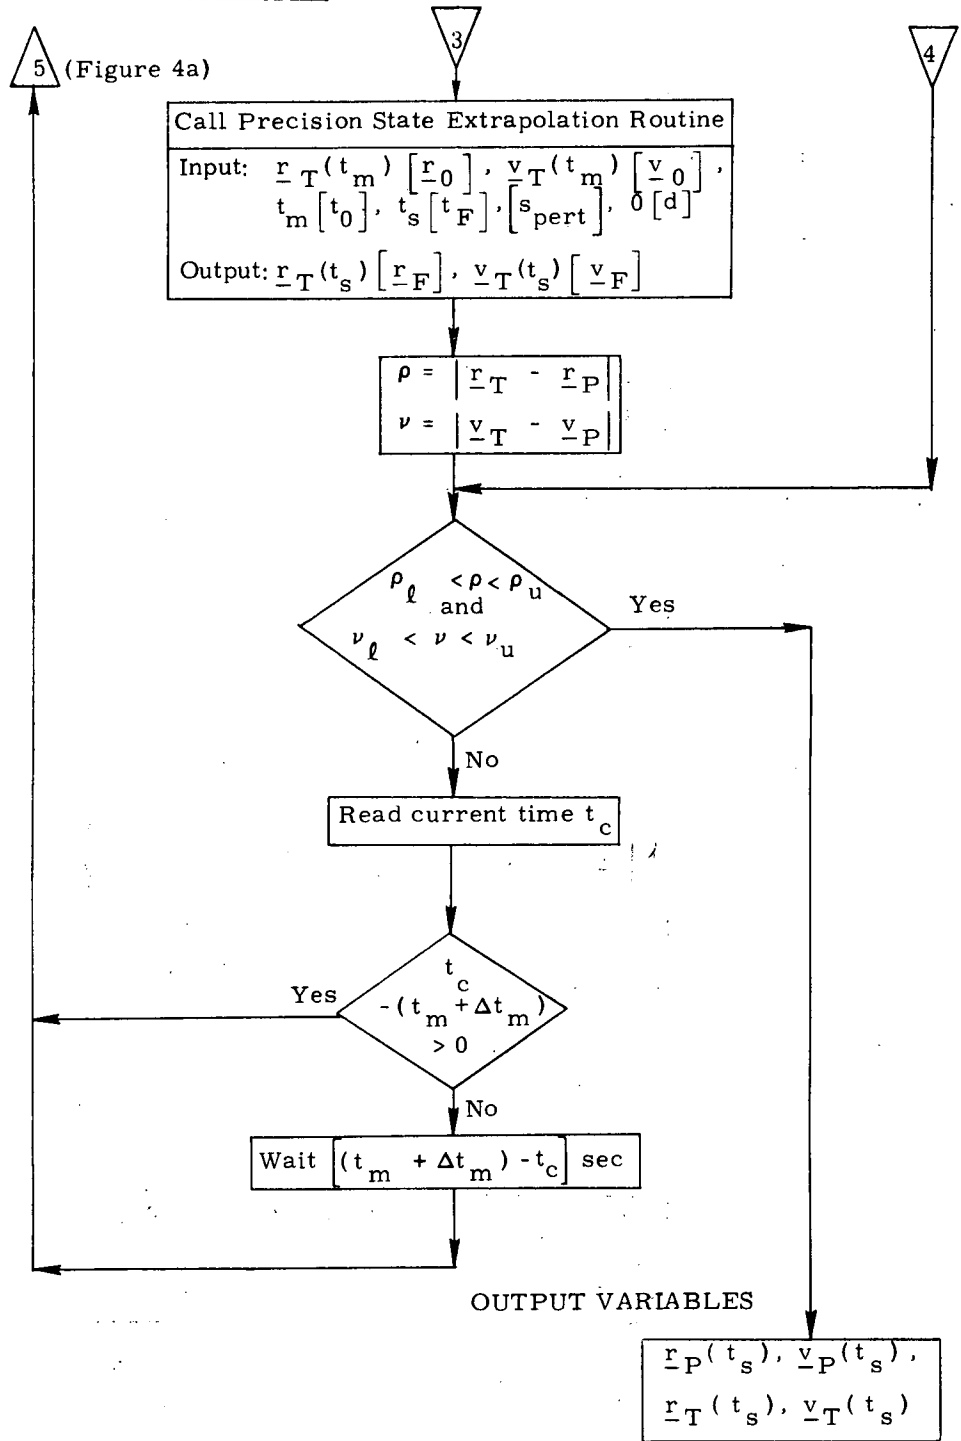 3
4
5 (Figure 4a)
Call Precision State Extrapolation Routine
Input: r_T(t_m) [r_0], v_T(t_m) [v_0],
t_m [t_0], t_s [t_F], [s_pert], 0 [d]
Output: r_T(t_s) [r_F], v_T(t_s) [v_F]
ρ = | r_T - r_P |
ν = | v_T - v_P |
ρ_ℓ < ρ < ρ_u
and
ν_ℓ < ν < ν_u
Yes
No
Read current time t_c
t_c
-(t_m + Δt_m)
> 0
Yes
No
Wait [(t_m + Δt_m) - t_c] sec
OUTPUT VARIABLES
r_P(t_s), v_P(t_s),
r_T(t_s), v_T(t_s)